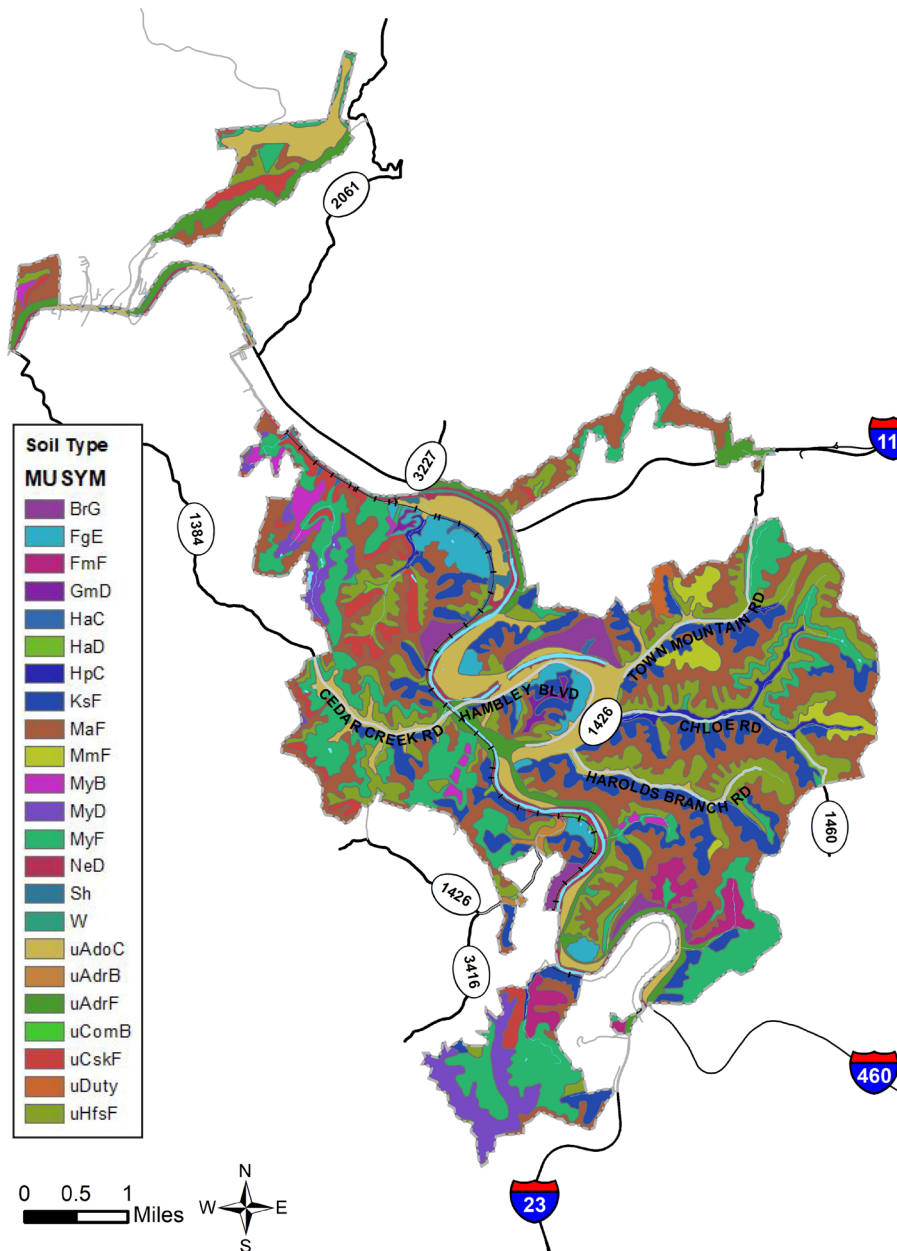 2061
11
3227
Soil Type
MUSYM
BrG
FgE
FmF
GmD
HaC
HaD
HpC
KsF
MaF
MmF
MyB
MyD
MyF
NeD
Sh
W
uAdoC
uAdrB
uAdrF
uComB
uCskF
uDuty
uHfsF
1384
TOWN MOUNTAIN RD
CEDAR CREEK RD
HAMBLEY BLVD
1426
CHLOE RD
HAROLDS BRANCH RD
1460
1426
3416
460
23
0 0.5 1
Miles
N
W E
S